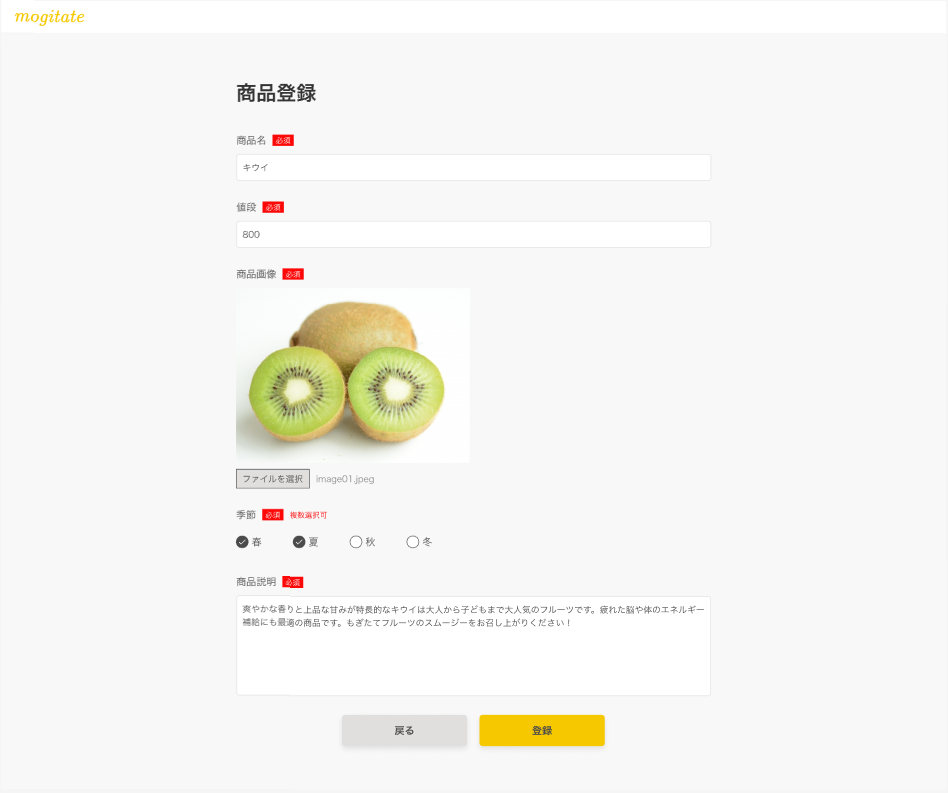 mogitate
商品登録
商品名 必須
キウイ
値段 必須
800
商品画像 必須
ファイルを選択 image01.jpeg
季節 必須 複数選択可
春 夏 秋 冬
商品説明 必須
爽やかな香りと上品な甘みが特長的なキウイは大人から子どもまで大人気のフルーツです。疲れた脳や体のエネルギー
補給にも最適の商品です。もぎたてフルーツのスムージーをお召し上がりください！
戻る 登録